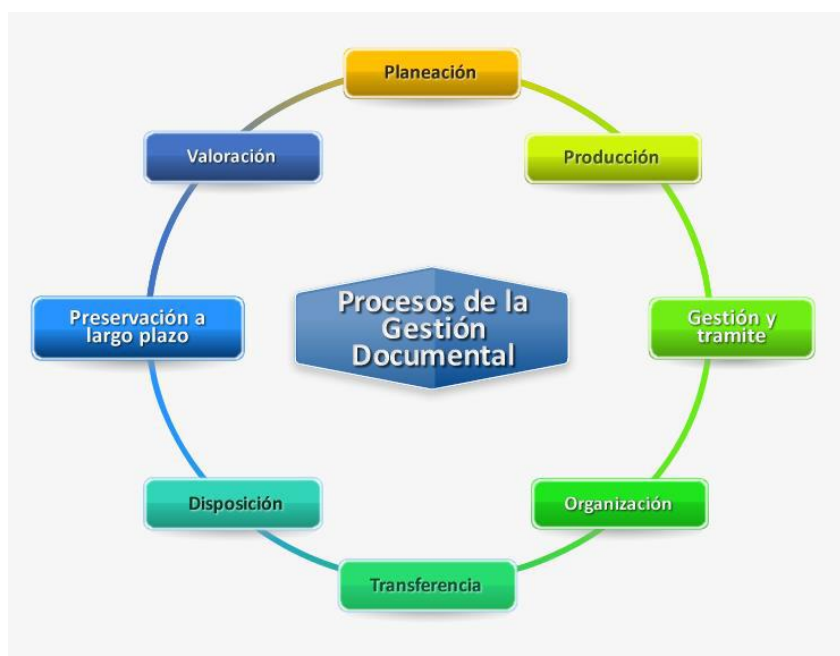 Planeación
Producción
Gestión y
tramite
Organización
Transferencia
Disposición
Preservación a
largo plazo
Valoración
Procesos de la
Gestión
Documental